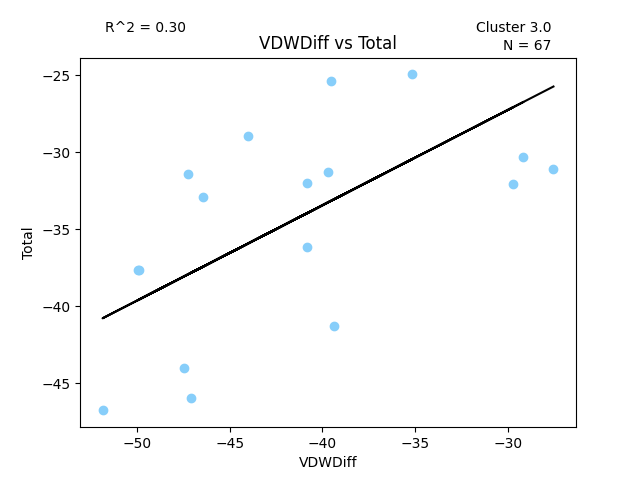 R^2 = 0.30
Cluster 3.0
N = 67
VDWDiff vs Total
−25
−30
−35
−40
−45
Total
−50
−45
−40
−35
−30
VDWDiff